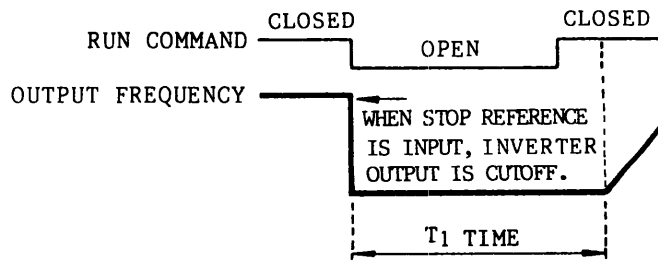 CLOSED
CLOSED
RUN COMMAND
OPEN
OUTPUT FREQUENCY
WHEN STOP REFERENCE
IS INPUT, INVERTER
OUTPUT IS CUTOFF.
T1 TIME